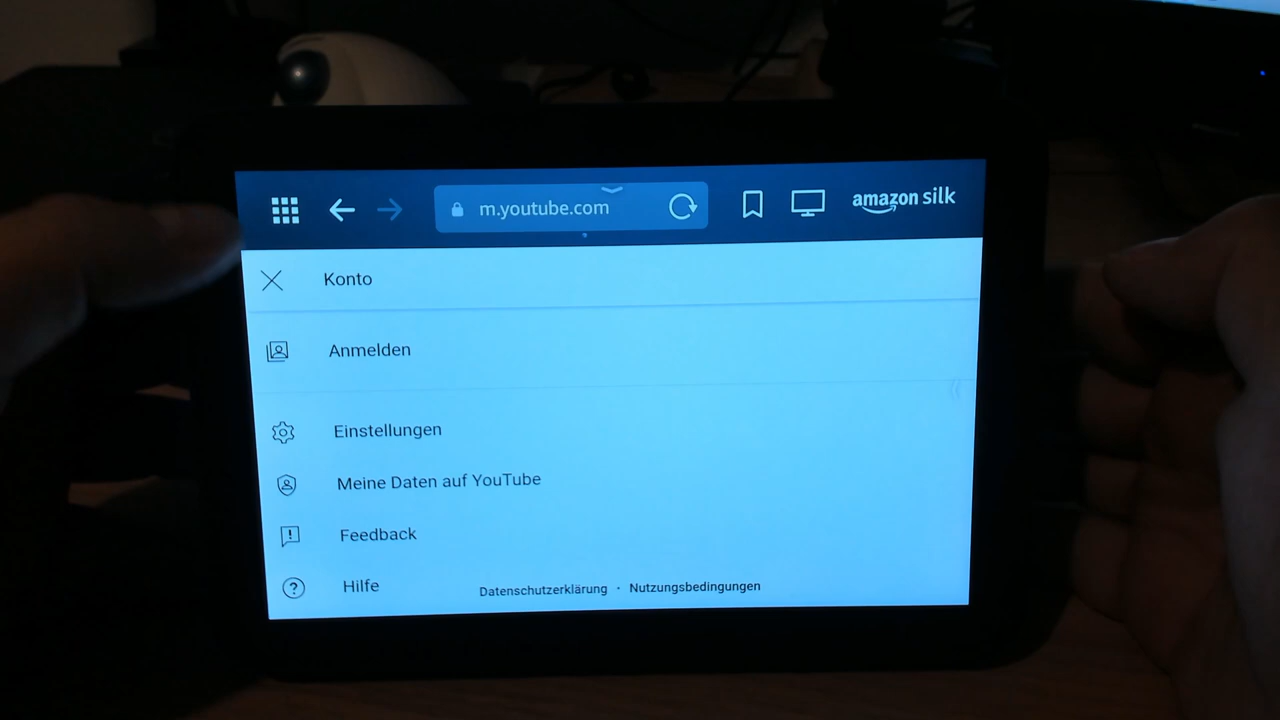 m.youtube.com
amazon silk
Konto
Anmelden
Einstellungen
Meine Daten auf YouTube
Feedback
Hilfe
Datenschutzerklärung · Nutzungsbedingungen